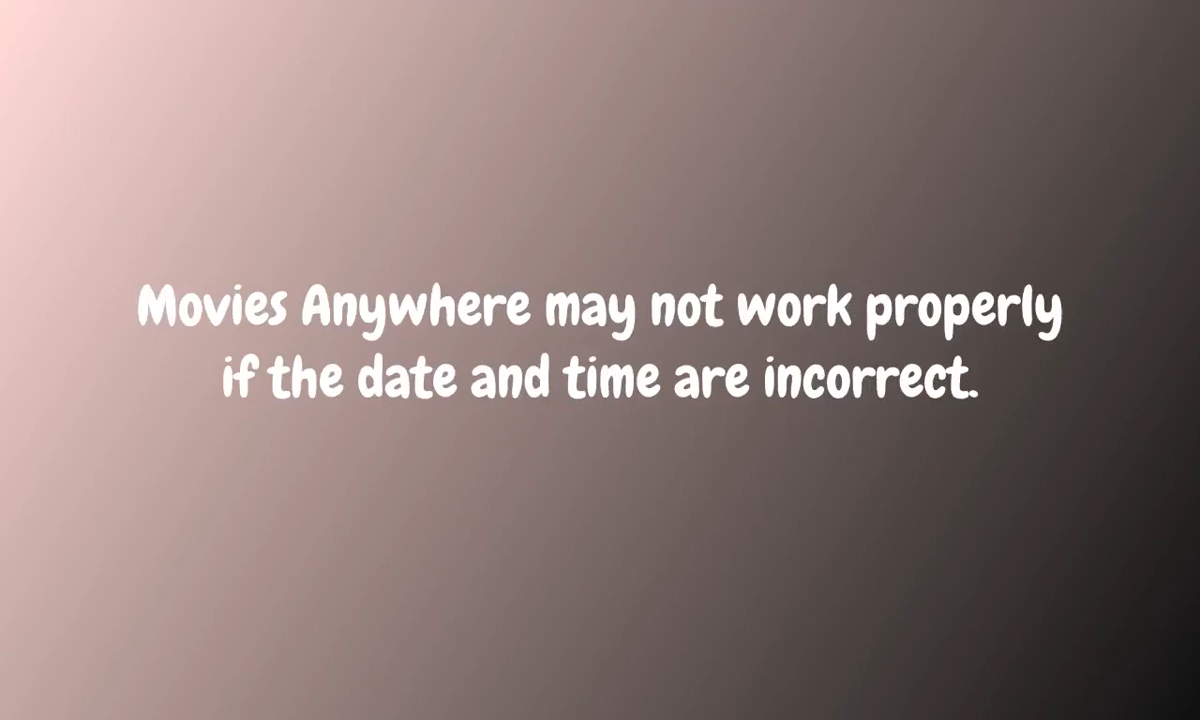 Movies Anywhere may not work properly
if the date and time are incorrect.